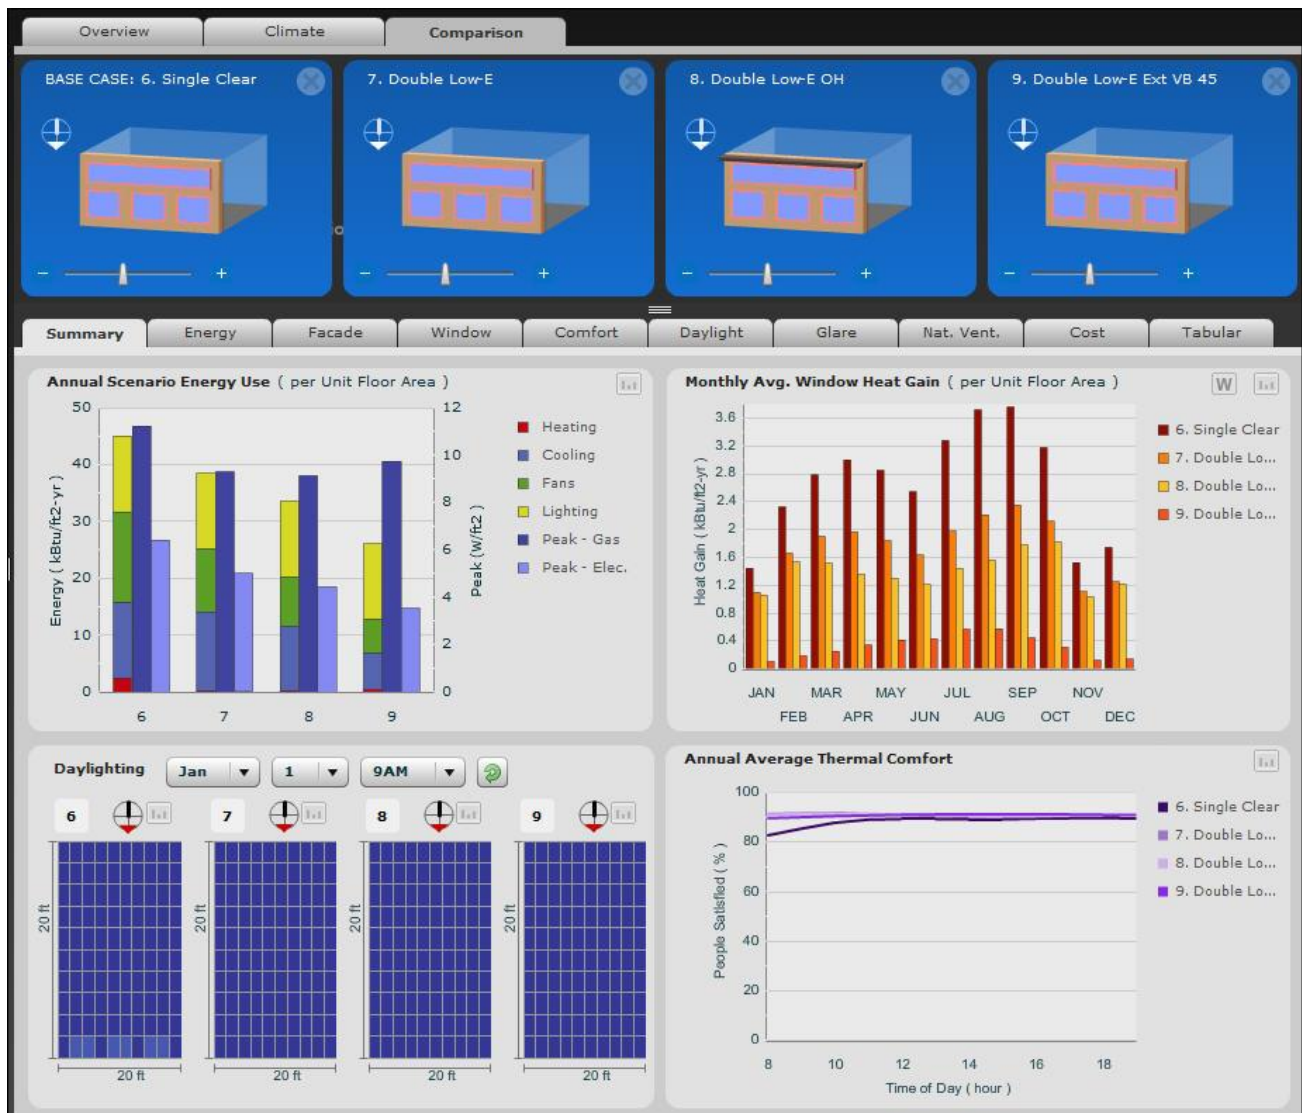 Overview Climate Comparison
BASE CASE: 6. Single Clear
7. Double Low-E
8. Double Low-E OH
9. Double Low-E Ext VB 45
− +
− +
− +
− +
Summary Energy Facade Window Comfort Daylight Glare Nat. Vent. Cost Tabular
Annual Scenario Energy Use ( per Unit Floor Area )
50
40
30
20
10
0
Energy ( kBtu/ft2-yr )
12
10
8
6
4
2
0
Peak (W/ft2 )
6 7 8 9
Heating
Cooling
Fans
Lighting
Peak - Gas
Peak - Elec.
Monthly Avg. Window Heat Gain ( per Unit Floor Area )
W
3.6
3.2
2.8
2.4
2
1.6
1.2
0.8
0.4
0
Heat Gain ( kBtu/ft2-yr )
JAN MAR MAY JUL SEP NOV
FEB APR JUN AUG OCT DEC
6. Single Clear
7. Double Lo...
8. Double Lo...
9. Double Lo...
Daylighting Jan 1 9AM
6 7 8 9
20 ft 20 ft 20 ft 20 ft
20 ft 20 ft 20 ft 20 ft
Annual Average Thermal Comfort
100
80
60
40
20
0
People Satisfied ( % )
8 10 12 14 16 18
Time of Day ( hour )
6. Single Clear
7. Double Lo...
8. Double Lo...
9. Double Lo...